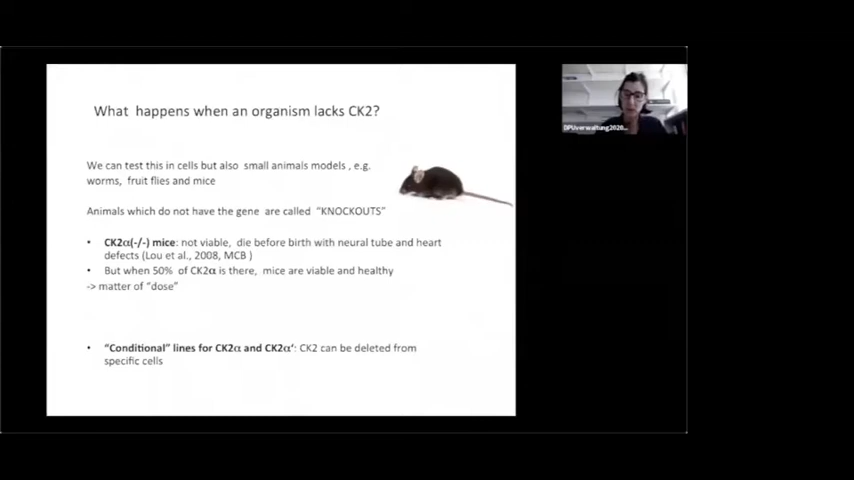 What happens when an organism lacks CK2?
We can test this in cells but also small animals models , e.g.
worms, fruit flies and mice
Animals which do not have the gene are called “KNOCKOUTS”
• CK2α(-/-) mice: not viable, die before birth with neural tube and heart
defects (Lou et al., 2008, MCB )
• But when 50% of CK2α is there, mice are viable and healthy
-> matter of “dose”
• “Conditional” lines for CK2α and CK2α‘: CK2 can be deleted from
specific cells
DPUverwaltung2020...